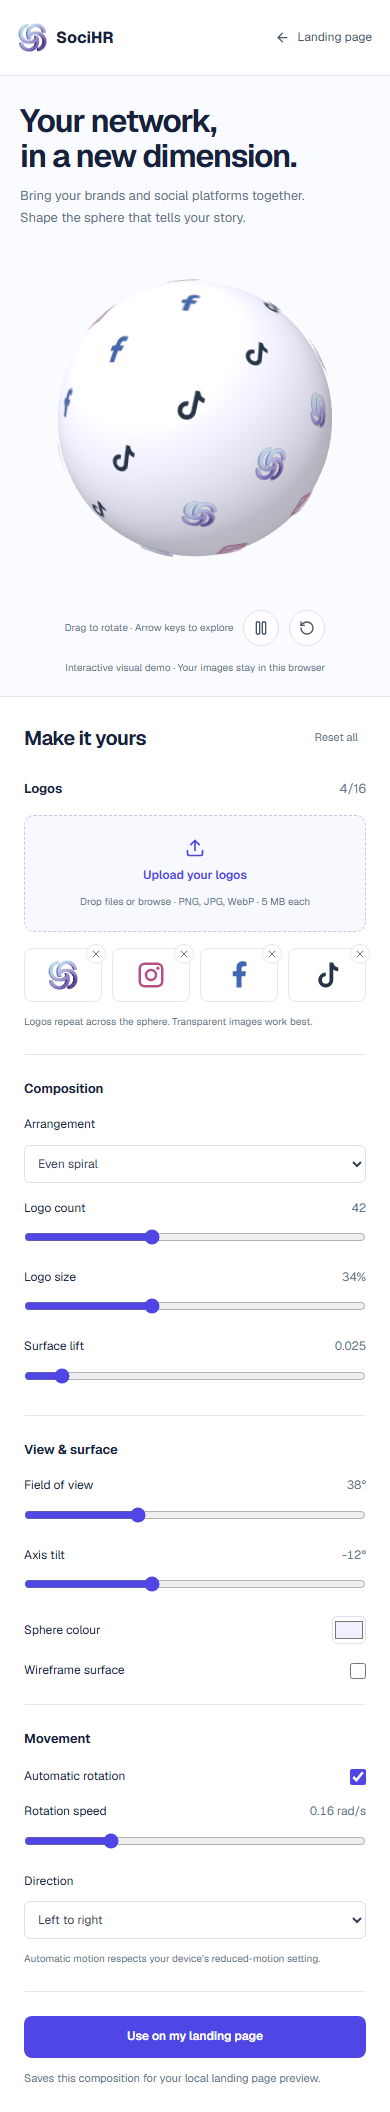 SociHR
Landing page
Your network,
in a new dimension.
Bring your brands and social platforms together.
Shape the sphere that tells your story.
Drag to rotate · Arrow keys to explore
Interactive visual demo · Your images stay in this browser
Make it yours
Reset all
Logos
4/16
Upload your logos
Drop files or browse · PNG, JPG, WebP · 5 MB each
Logos repeat across the sphere. Transparent images work best.
Composition
Arrangement
Even spiral
Logo count
42
Logo size
34%
Surface lift
0.025
View & surface
Field of view
38°
Axis tilt
-12°
Sphere colour
Wireframe surface
Movement
Automatic rotation
Rotation speed
0.16 rad/s
Direction
Left to right
Automatic motion respects your device's reduced-motion setting.
Use on my landing page
Saves this composition for your local landing page preview.